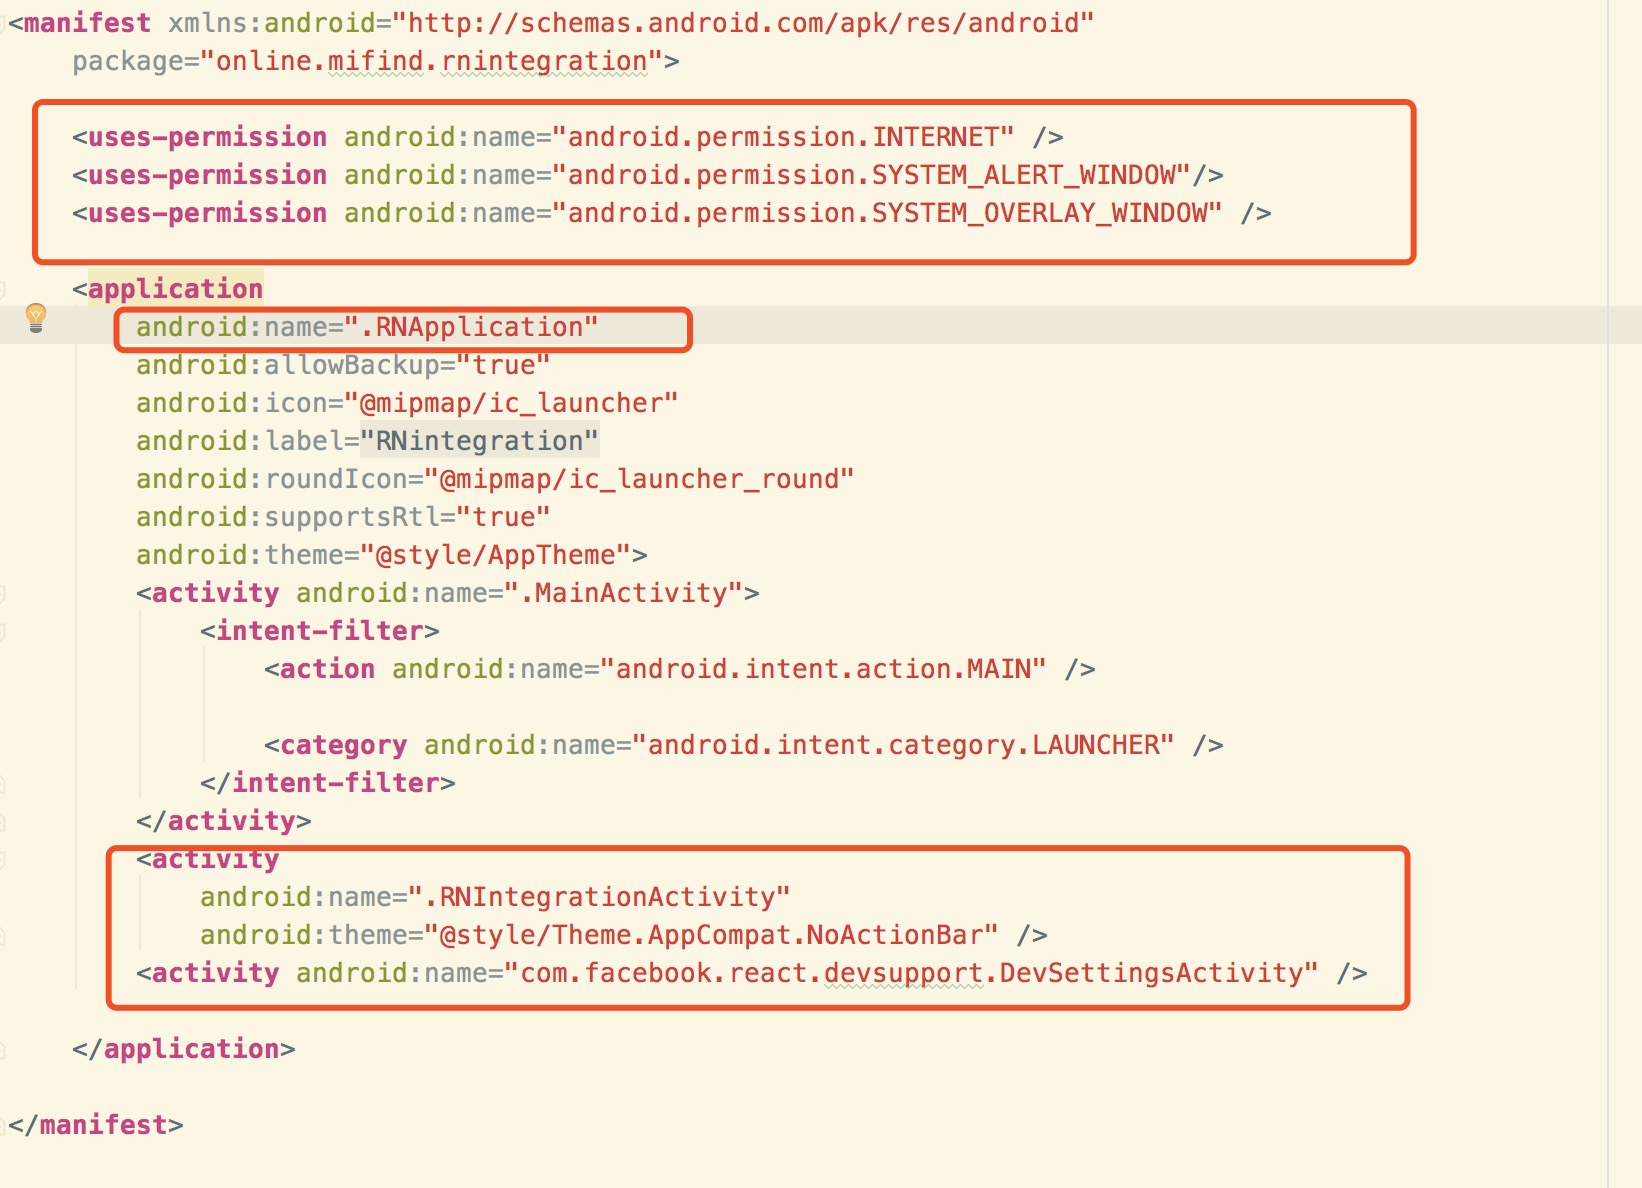 <manifest xmlns:android="http://schemas.android.com/apk/res/android"
    package="online.mifind.rnintegration">
    <uses-permission android:name="android.permission.INTERNET" />
    <uses-permission android:name="android.permission.SYSTEM_ALERT_WINDOW"/>
    <uses-permission android:name="android.permission.SYSTEM_OVERLAY_WINDOW" />
    <application
        android:name=".RNApplication"
        android:allowBackup="true"
        android:icon="@mipmap/ic_launcher"
        android:label="RNintegration"
        android:roundIcon="@mipmap/ic_launcher_round"
        android:supportsRtl="true"
        android:theme="@style/AppTheme">
        <activity android:name=".MainActivity">
            <intent-filter>
                <action android:name="android.intent.action.MAIN" />
                <category android:name="android.intent.category.LAUNCHER" />
            </intent-filter>
        </activity>
        <activity
            android:name=".RNIntegrationActivity"
            android:theme="@style/Theme.AppCompat.NoActionBar" />
        <activity android:name="com.facebook.react.devsupport.DevSettingsActivity" />
    </application>
</manifest>